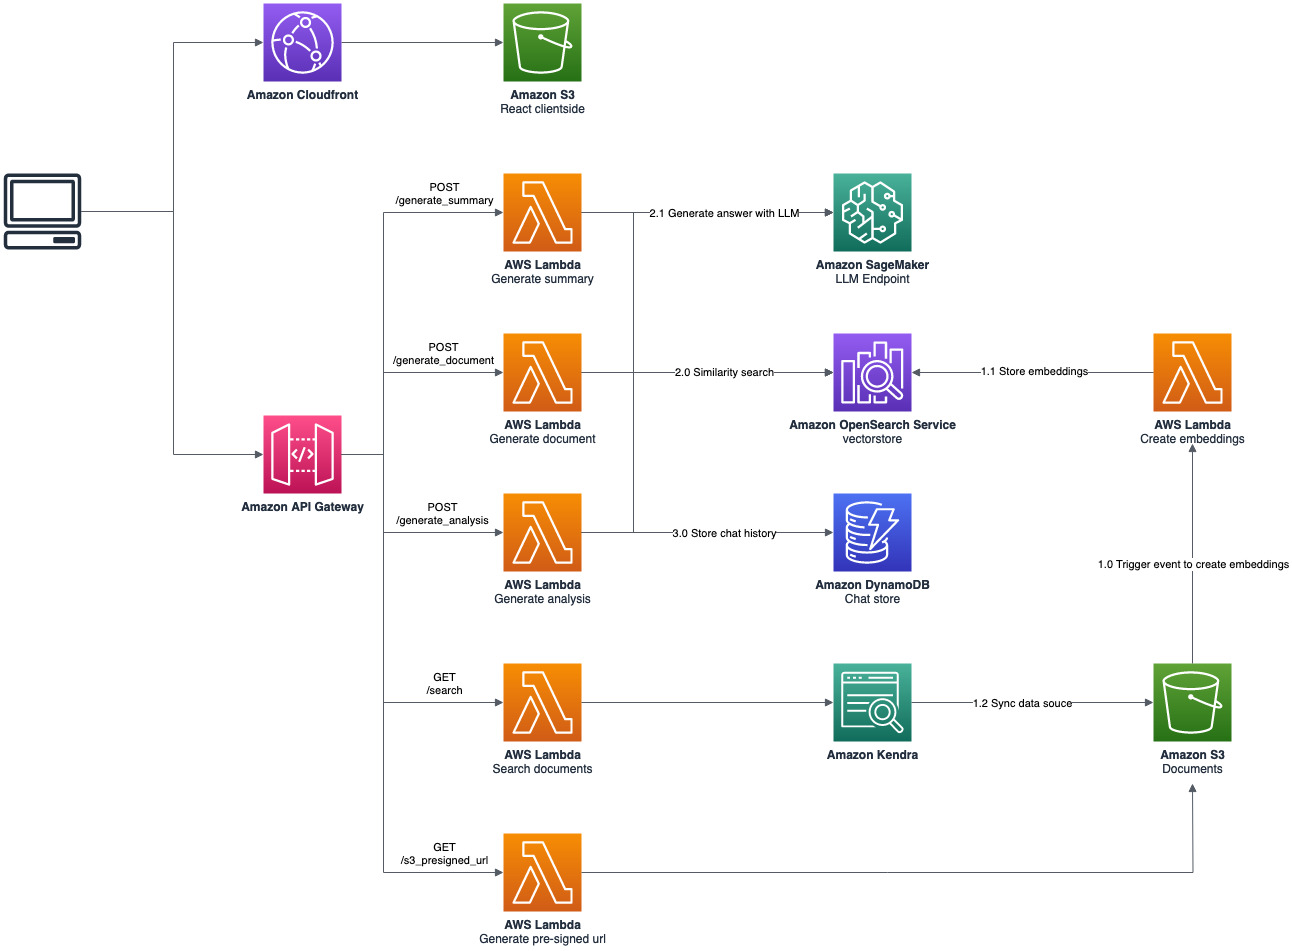 Amazon Cloudfront
Amazon S3
React clientside
POST
/generate_summary
AWS Lambda
Generate summary
2.1 Generate answer with LLM
Amazon SageMaker
LLM Endpoint
POST
/generate_document
AWS Lambda
Generate document
2.0 Similarity search
Amazon OpenSearch Service
vectorstore
1.1 Store embeddings
AWS Lambda
Create embeddings
Amazon API Gateway
POST
/generate_analysis
AWS Lambda
Generate analysis
3.0 Store chat history
Amazon DynamoDB
Chat store
1.0 Trigger event to create embeddings
GET
/search
AWS Lambda
Search documents
Amazon Kendra
1.2 Sync data souce
Amazon S3
Documents
GET
/s3_presigned_url
AWS Lambda
Generate pre-signed url